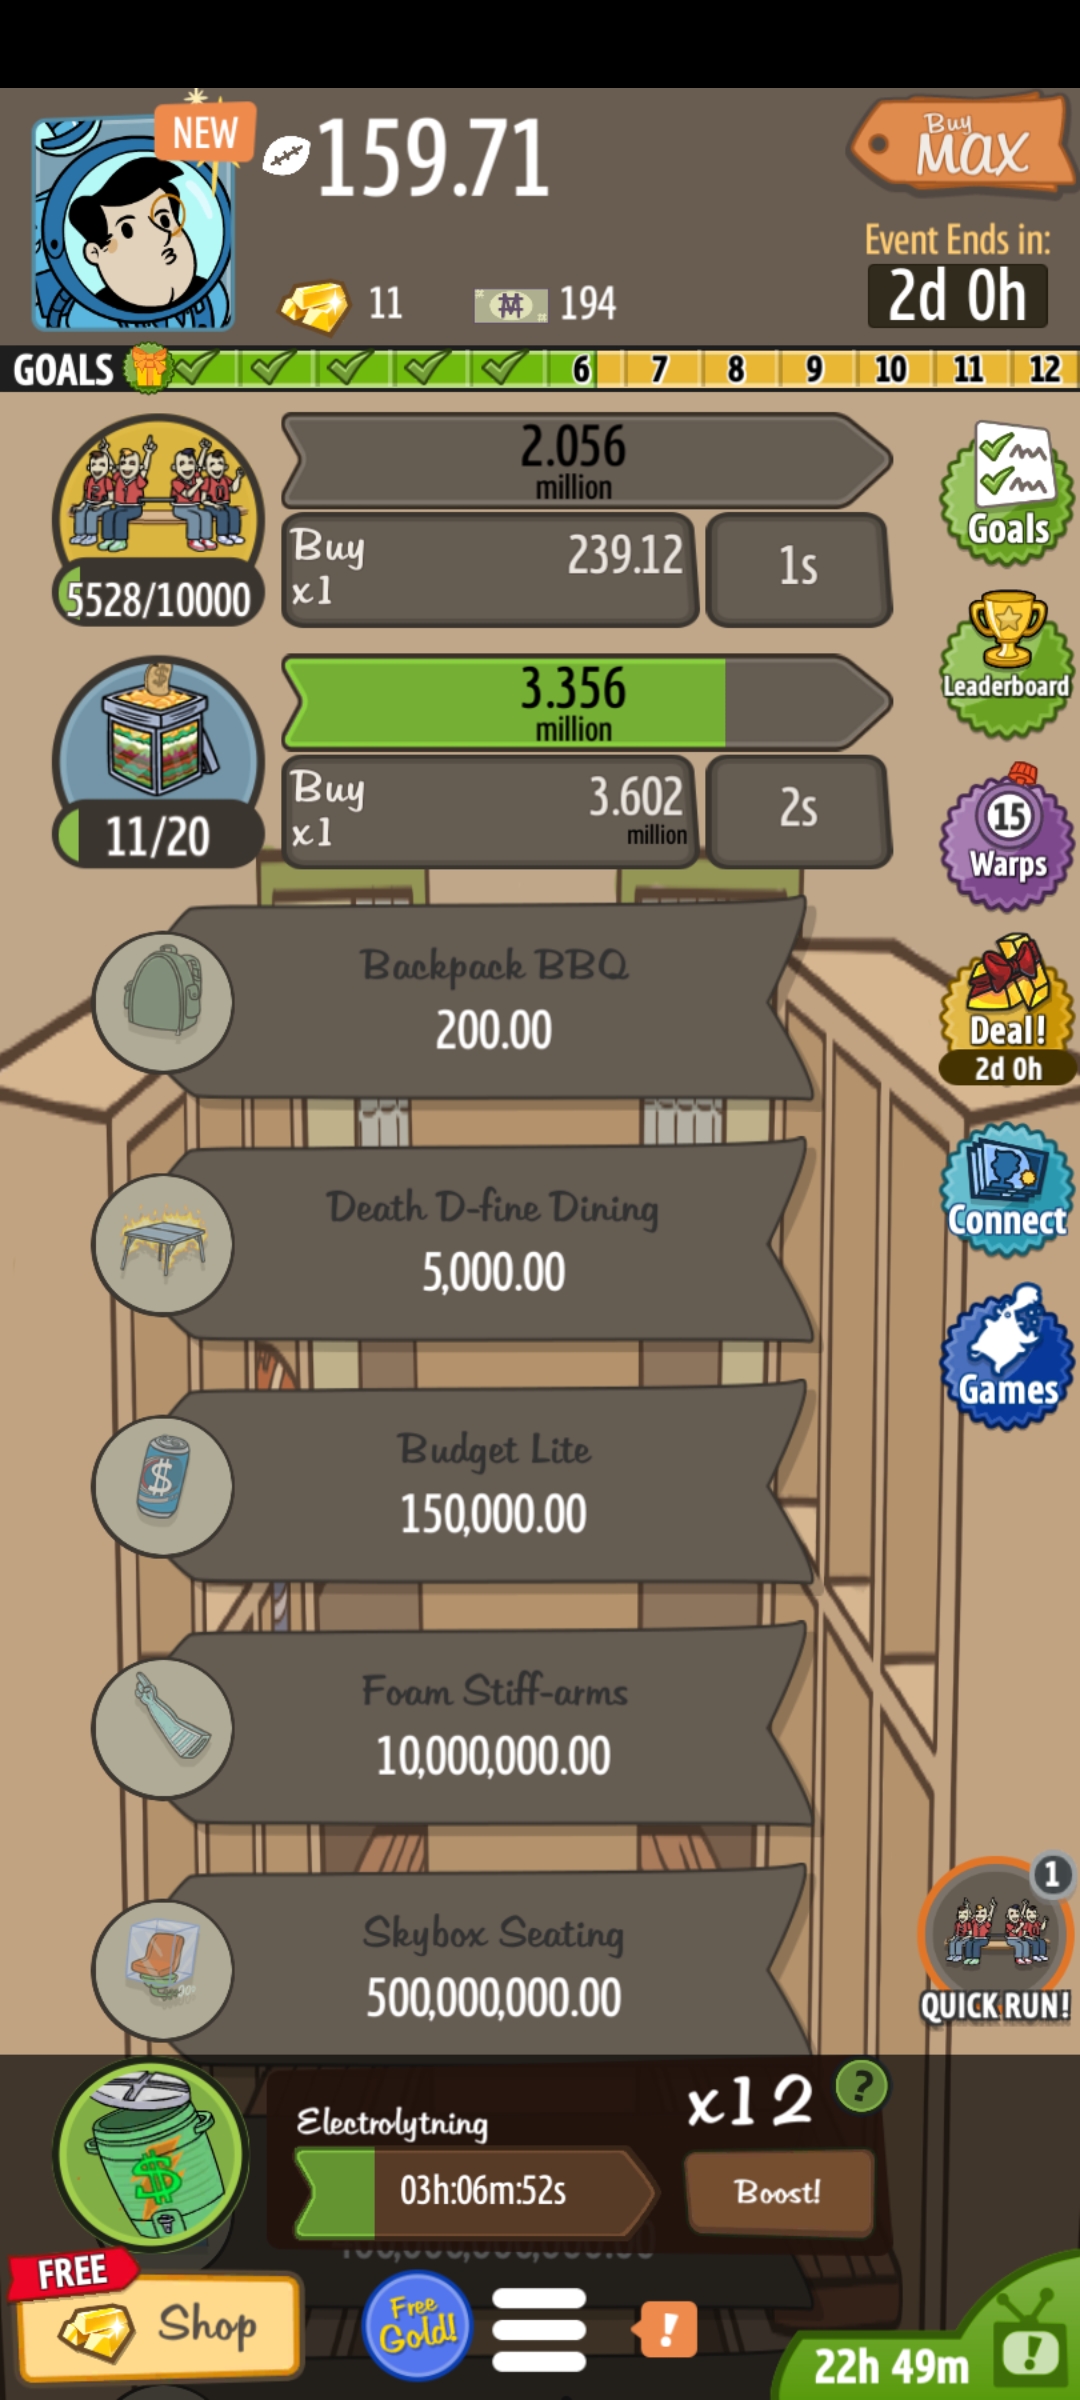 NEW
159.71
Buy
MAX
Event Ends in:
2d 0h
11
194
GOALS
6 7 8 9 10 11 12
2.056
million
Buy
x1
239.12
1s
5528/10000
Goals
3.356
million
Buy
x1
3.602
million
2s
11/20
Leaderboard
15
Warps
Backpack BBQ
200.00
Deal!
2d 0h
Death D-fine Dining
5,000.00
Connect
Games
Budget Lite
150,000.00
$
Foam Stiff-arms
10,000,000.00
Skybox Seating
500,000,000.00
1
QUICK RUN!
Electrolytning
x12
?
03h:06m:52s
Boost!
$
FREE
Shop
Free
Gold!
!
22h 49m
!